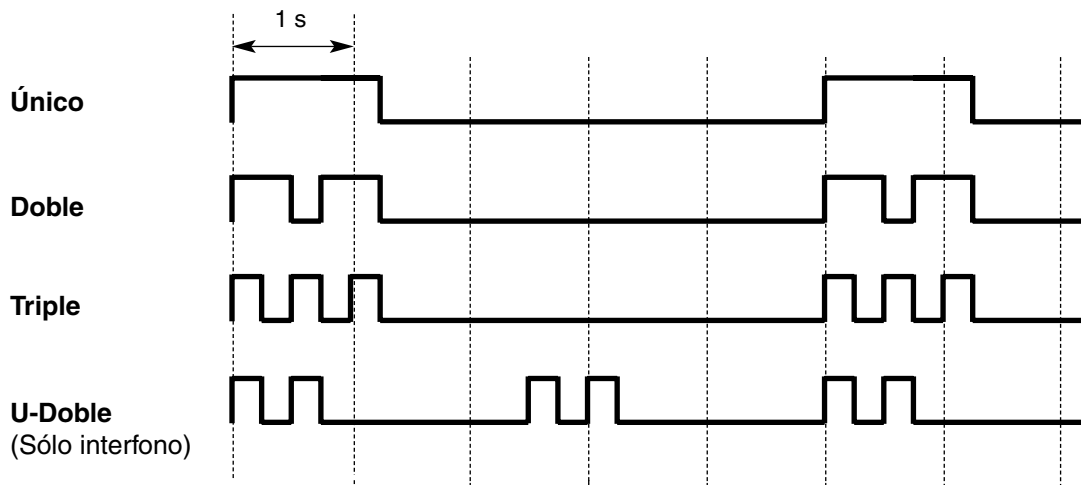 1 s
Único
Doble
Triple
U-Doble
(Sólo interfono)